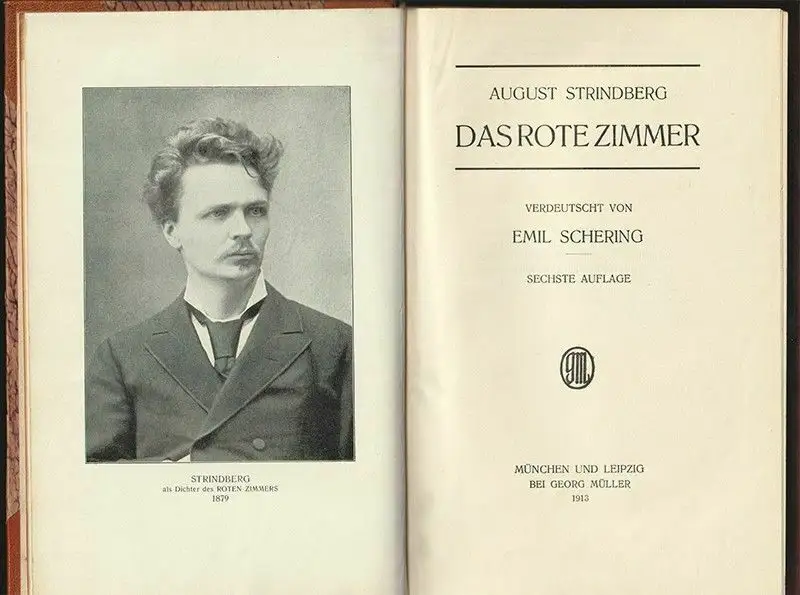 STRINDBERG
als Dichter des ROTEN ZIMMERS
1879
AUGUST STRINDBERG
DAS ROTE ZIMMER
VERDEUTSCHT VON
EMIL SCHERING
SECHSTE AUFLAGE
GM
MÜNCHEN UND LEIPZIG
BEI GEORG MÜLLER
1913